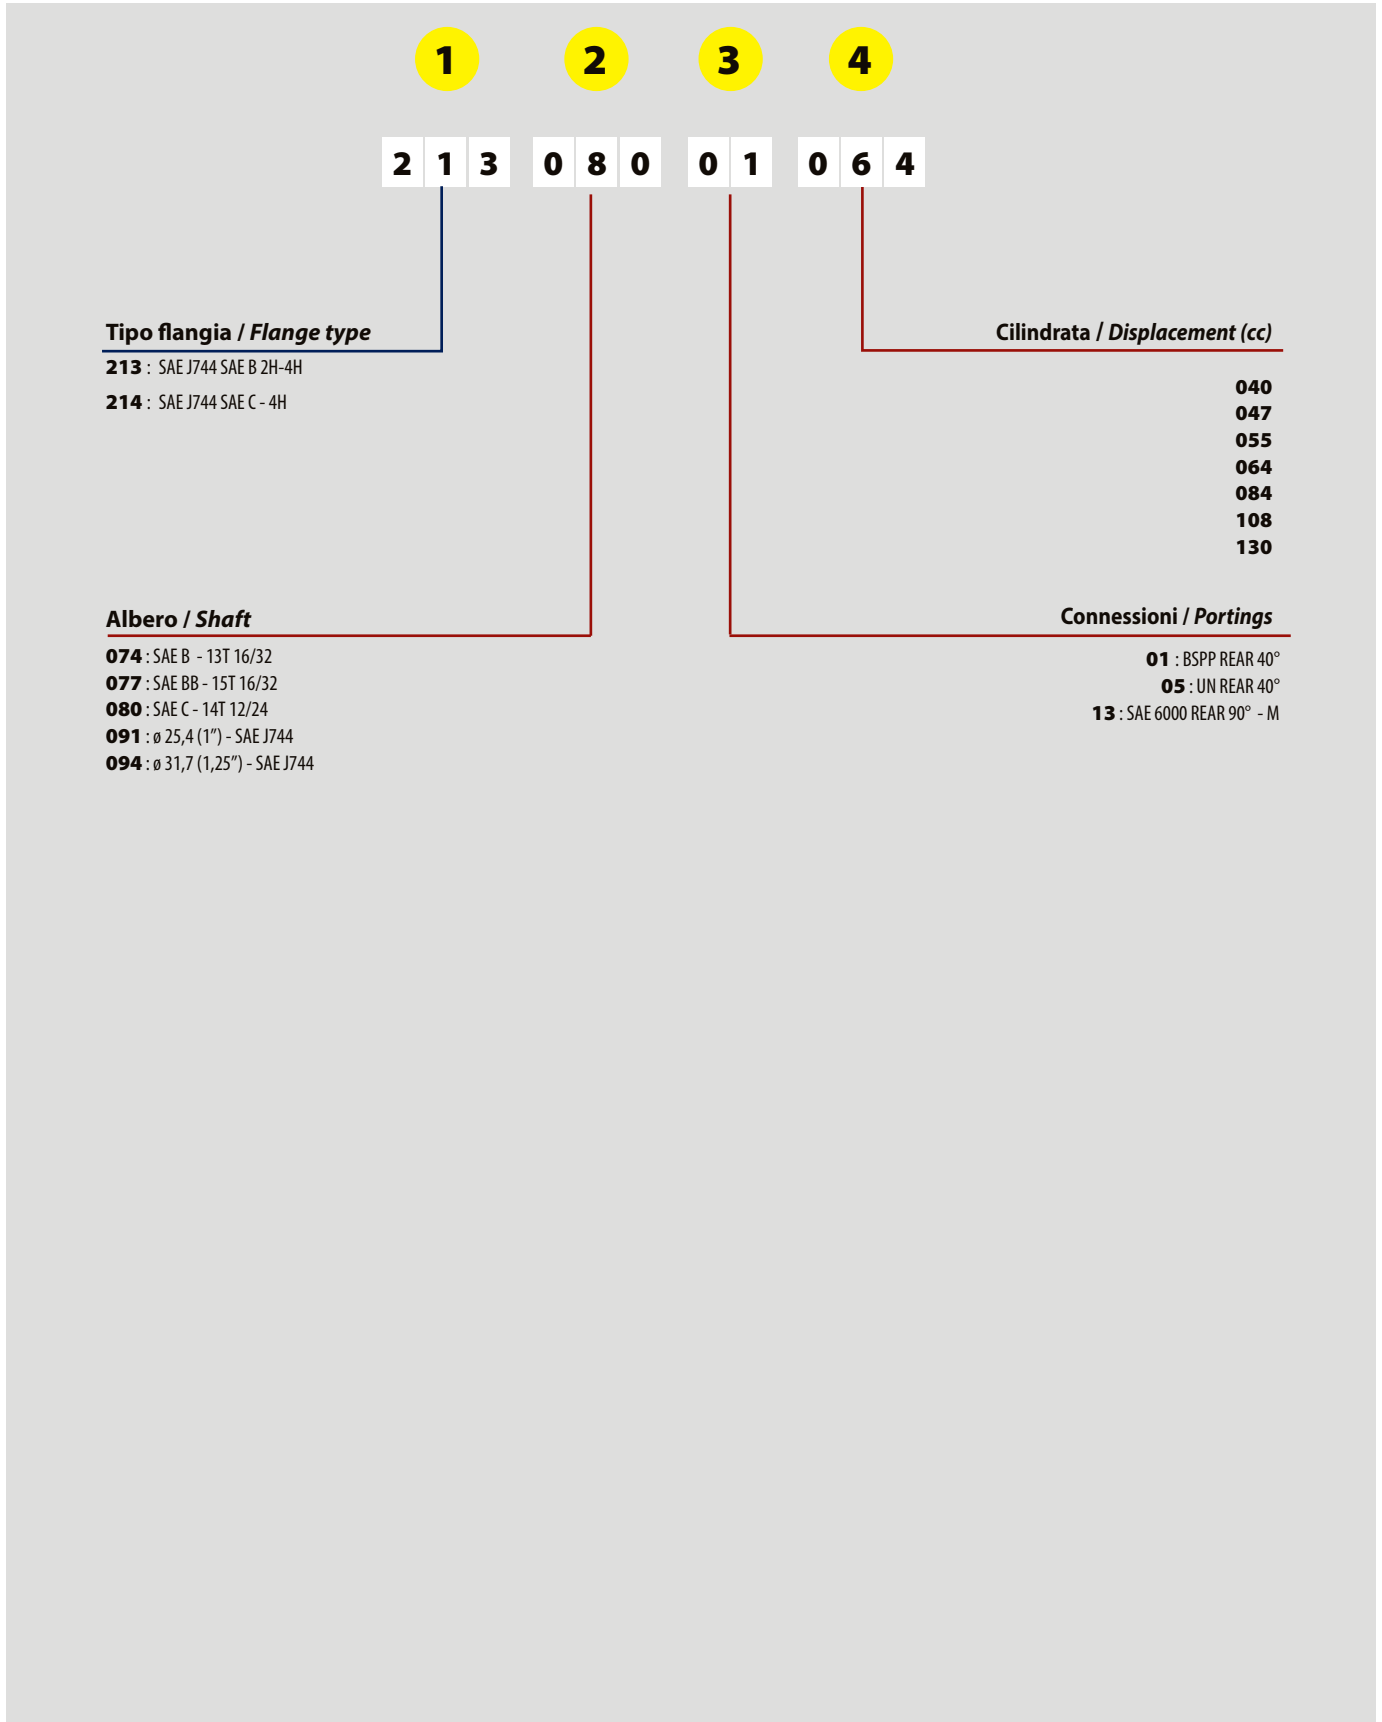 1 2 3 4
2 1 3 0 8 0 0 1 0 6 4
Tipo flangia / Flange type
213 : SAE J744 SAE B 2H-4H
214 : SAE J744 SAE C - 4H
Cilindrata / Displacement (cc)
040
047
055
064
084
108
130
Albero / Shaft
074 : SAE B - 13T 16/32
077 : SAE BB - 15T 16/32
080 : SAE C - 14T 12/24
091 : ø 25,4 (1”) - SAE J744
094 : ø 31,7 (1,25”) - SAE J744
Connessioni / Portings
01 : BSPP REAR 40°
05 : UN REAR 40°
13 : SAE 6000 REAR 90° - M